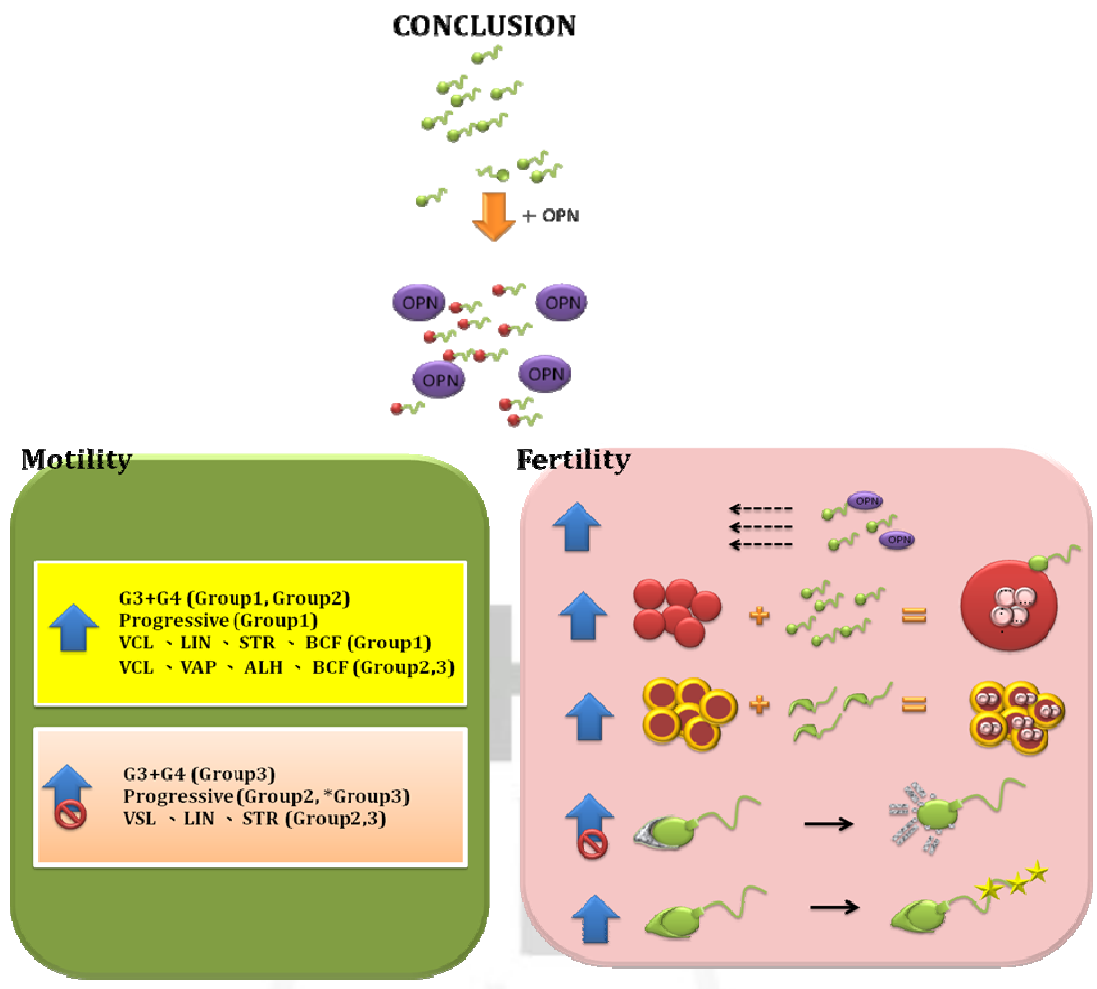 CONCLUSION
+ OPN
OPN
OPN
OPN
OPN
Motility
G3+G4 (Group1, Group2)
Progressive (Group1)
VCL 、 LIN 、 STR 、 BCF (Group1)
VCL 、 VAP 、 ALH 、 BCF (Group2,3)
G3+G4 (Group3)
Progressive (Group2, *Group3)
VSL 、 LIN 、 STR (Group2,3)
Fertility
OPN
OPN
+ =
+ =